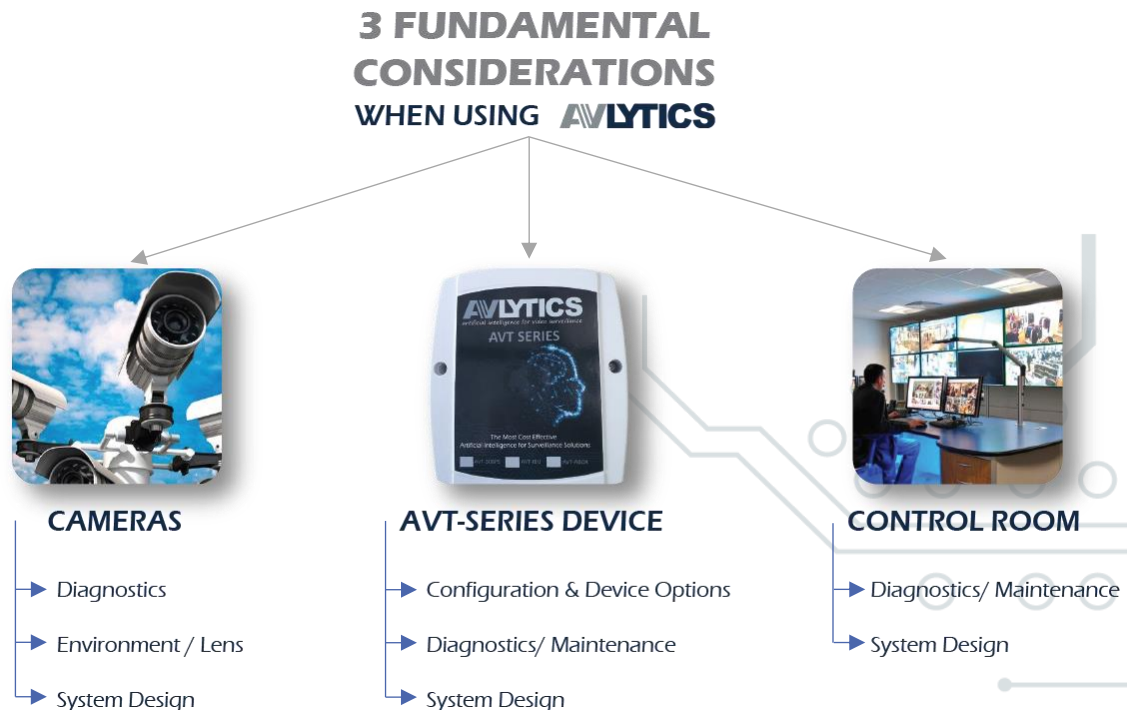 3 FUNDAMENTAL
CONSIDERATIONS
WHEN USING AVLYTICS
AVLYTICS
artificial intelligence for video surveillance
AVT SERIES
The Most Cost Effective
Artificial Intelligence for Surveillance Solutions
CAMERAS
Diagnostics
Environment / Lens
System Design
AVT-SERIES DEVICE
Configuration & Device Options
Diagnostics/ Maintenance
System Design
CONTROL ROOM
Diagnostics/ Maintenance
System Design